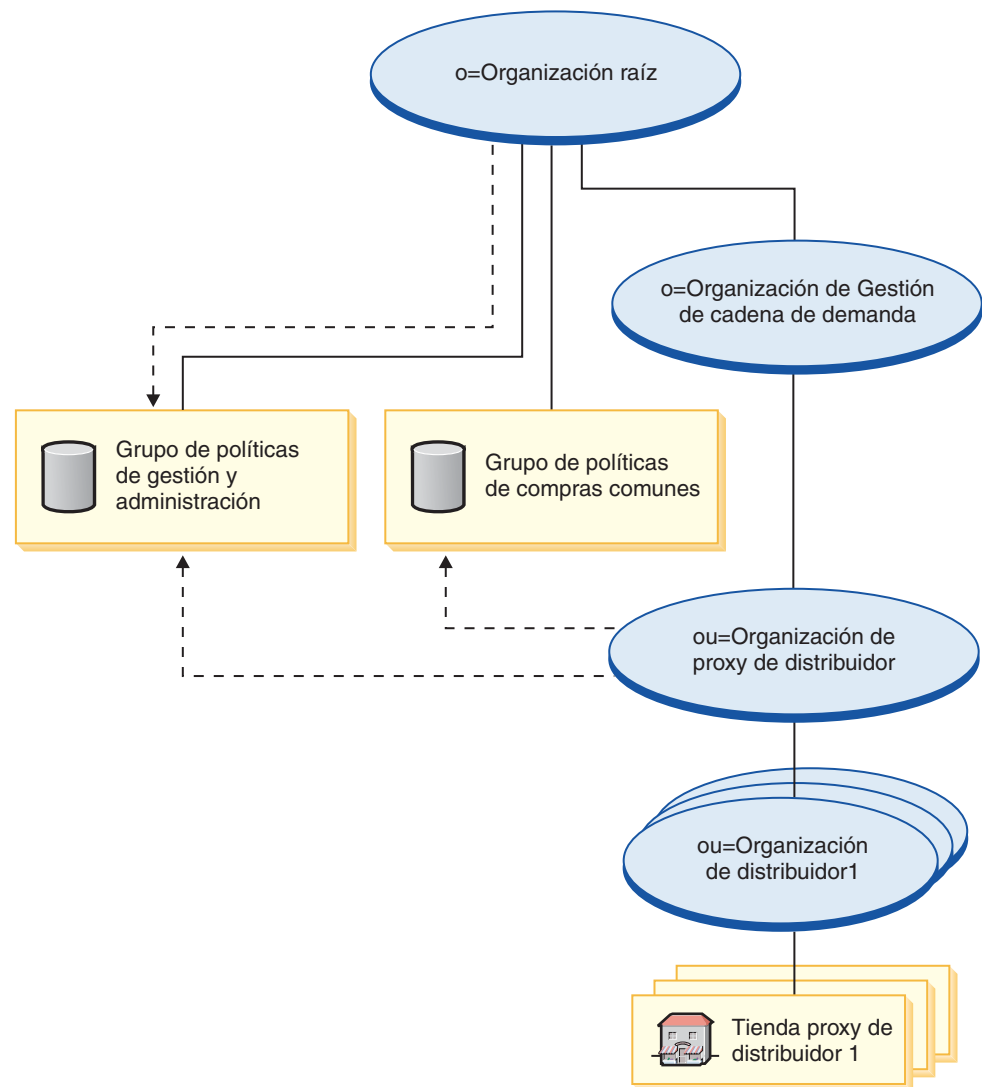 o=Organización raíz
o=Organización de Gestión
de cadena de demanda
Grupo de políticas
de gestión y
administración
Grupo de políticas
de compras comunes
ou=Organización de
proxy de distribuidor
ou=Organización
de distribuidor1
Tienda proxy de
distribuidor 1